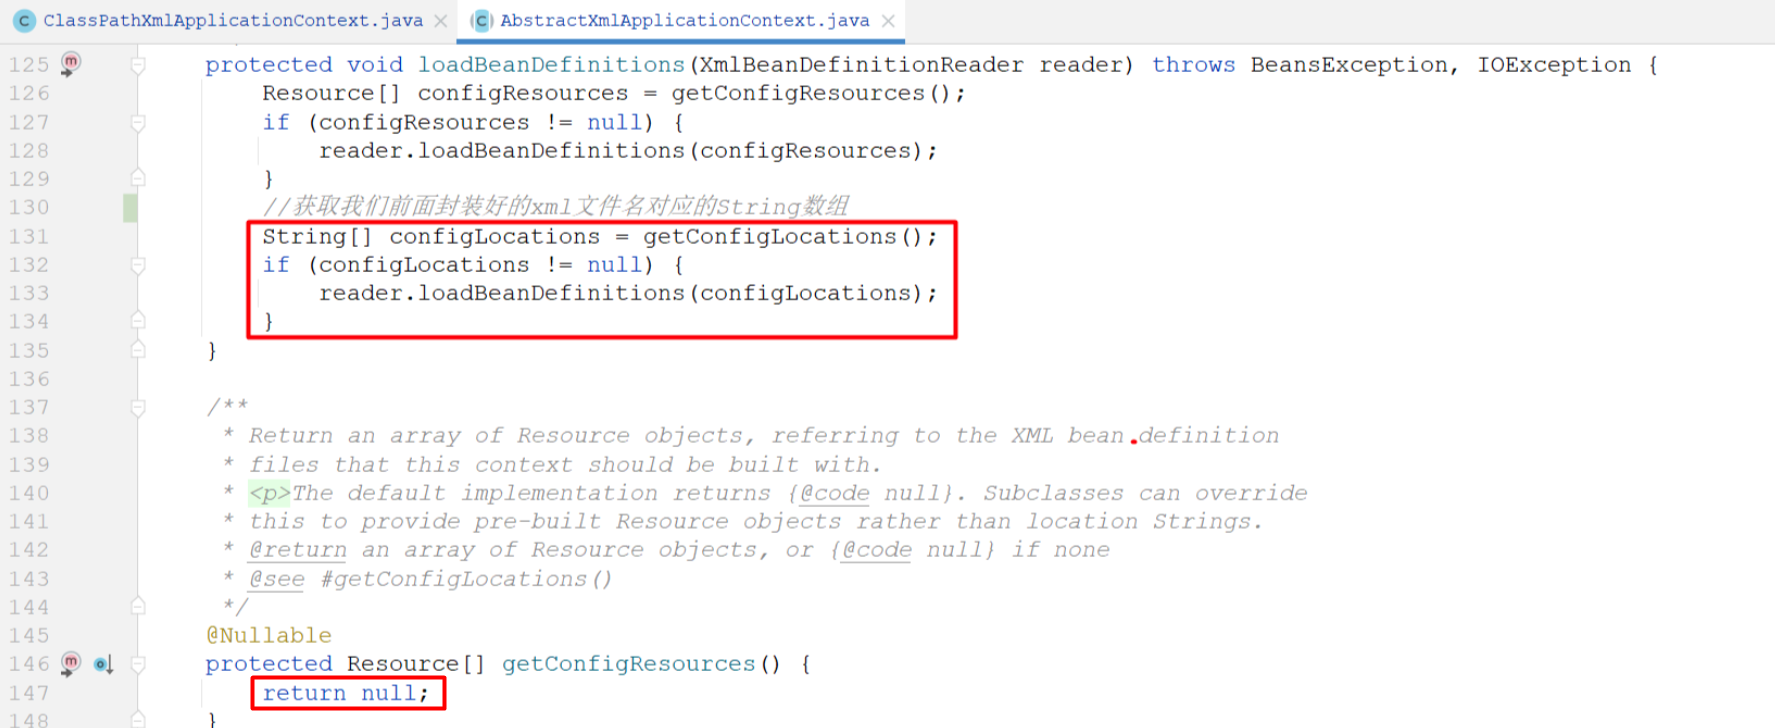 ClassPathXmlApplicationContext.java AbstractXmlApplicationContext.java
125 protected void loadBeanDefinitions(XmlBeanDefinitionReader reader) throws BeansException, IOException {
126 Resource[] configResources = getConfigResources();
127 if (configResources != null) {
128 reader.loadBeanDefinitions(configResources);
129 }
130 //获取我们前面封装好的xml文件名对应的String数组
131 String[] configLocations = getConfigLocations();
132 if (configLocations != null) {
133 reader.loadBeanDefinitions(configLocations);
134 }
135 }
136
137 /**
138 * Return an array of Resource objects, referring to the XML bean definition
139 * files that this context should be built with.
140 * <p>The default implementation returns {@code null}. Subclasses can override
141 * this to provide pre-built Resource objects rather than location Strings.
142 * @return an array of Resource objects, or {@code null} if none
143 * @see #getConfigLocations()
144 */
145 @Nullable
146 protected Resource[] getConfigResources() {
147 return null;
148 }